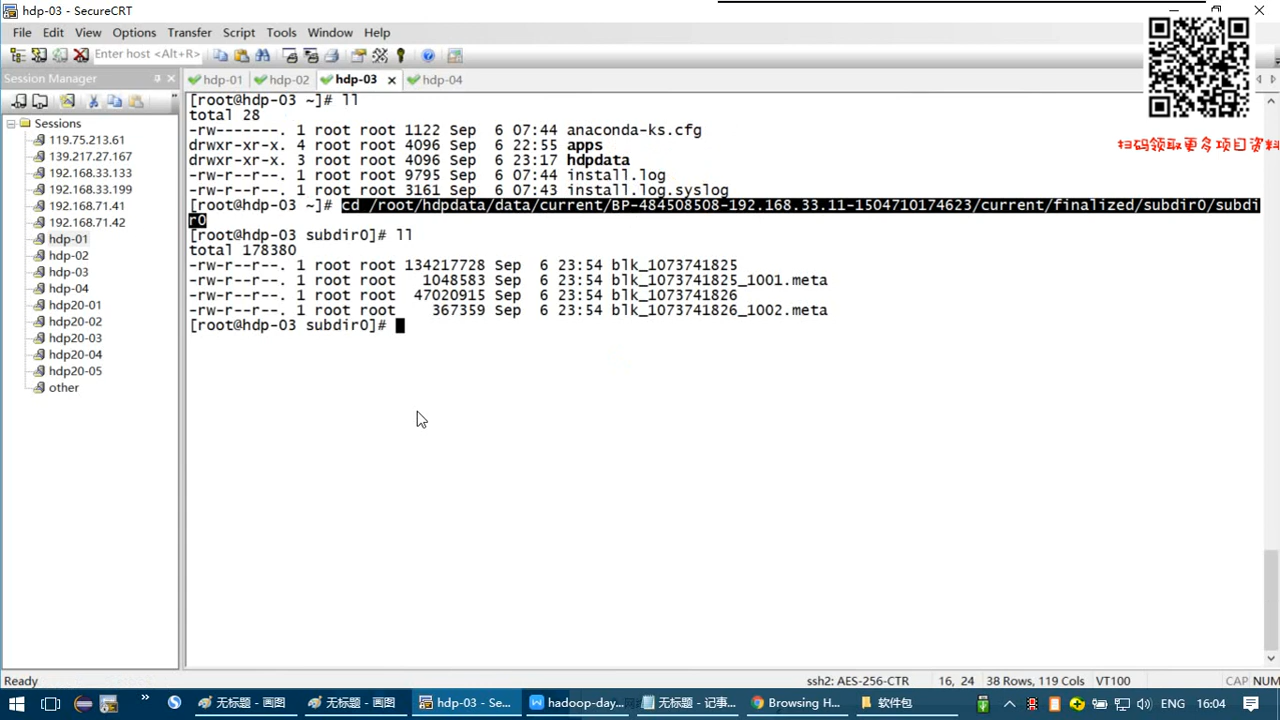 hdp-03 - SecureCRT
File Edit View Options Transfer Script Tools Window Help
Enter host <Alt+R>
Session Manager
hdp-01 hdp-02 hdp-03 hdp-04
扫码领取更多项目资料
Sessions
119.75.213.61
139.217.27.167
192.168.33.133
192.168.33.199
192.168.71.41
192.168.71.42
hdp-01
hdp-02
hdp-03
hdp-04
hdp20-01
hdp20-02
hdp20-03
hdp20-04
hdp20-05
other
[root@hdp-03 ~]# ll
total 28
-rw-------. 1 root root 1122 Sep 6 07:44 anaconda-ks.cfg
drwxr-xr-x. 4 root root 4096 Sep 6 22:55 apps
drwxr-xr-x. 3 root root 4096 Sep 6 23:17 hdpdata
-rw-r--r--. 1 root root 9795 Sep 6 07:44 install.log
-rw-r--r--. 1 root root 3161 Sep 6 07:43 install.log.syslog
[root@hdp-03 ~]# cd /root/hdpdata/data/current/BP-484508508-192.168.33.11-1504710174623/current/finalized/subdir0/subdi
r0
[root@hdp-03 subdir0]# ll
total 178380
-rw-r--r--. 1 root root 134217728 Sep 6 23:54 blk_1073741825
-rw-r--r--. 1 root root 1048583 Sep 6 23:54 blk_1073741825_1001.meta
-rw-r--r--. 1 root root 47020915 Sep 6 23:54 blk_1073741826
-rw-r--r--. 1 root root 367359 Sep 6 23:54 blk_1073741826_1002.meta
[root@hdp-03 subdir0]#
Ready ssh2: AES-256-CTR 16, 24 38 Rows, 119 Cols VT100 CAP NUM
无标题 - 画图 无标题 - 画图 hdp-03 - Se... hadoop-day... 无标题 - 记事... Browsing H... 软件包 ENG 16:04